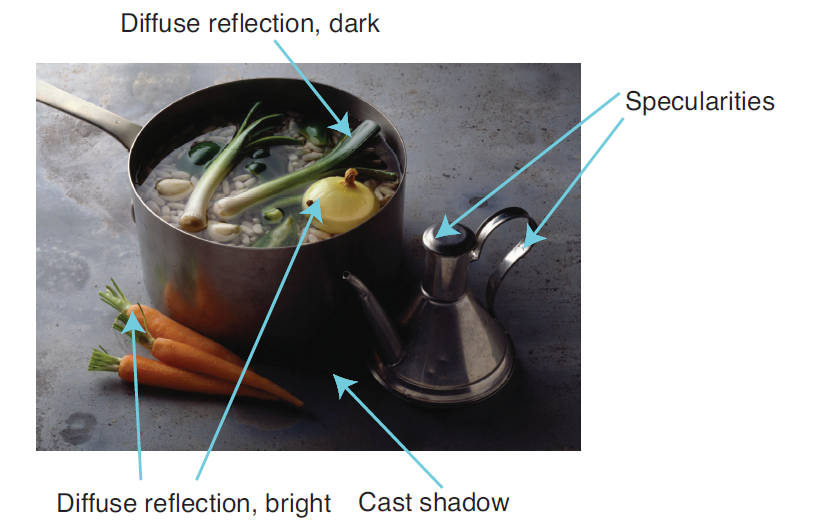 Diffuse reflection, dark
Specularities
Diffuse reflection, bright
Cast shadow